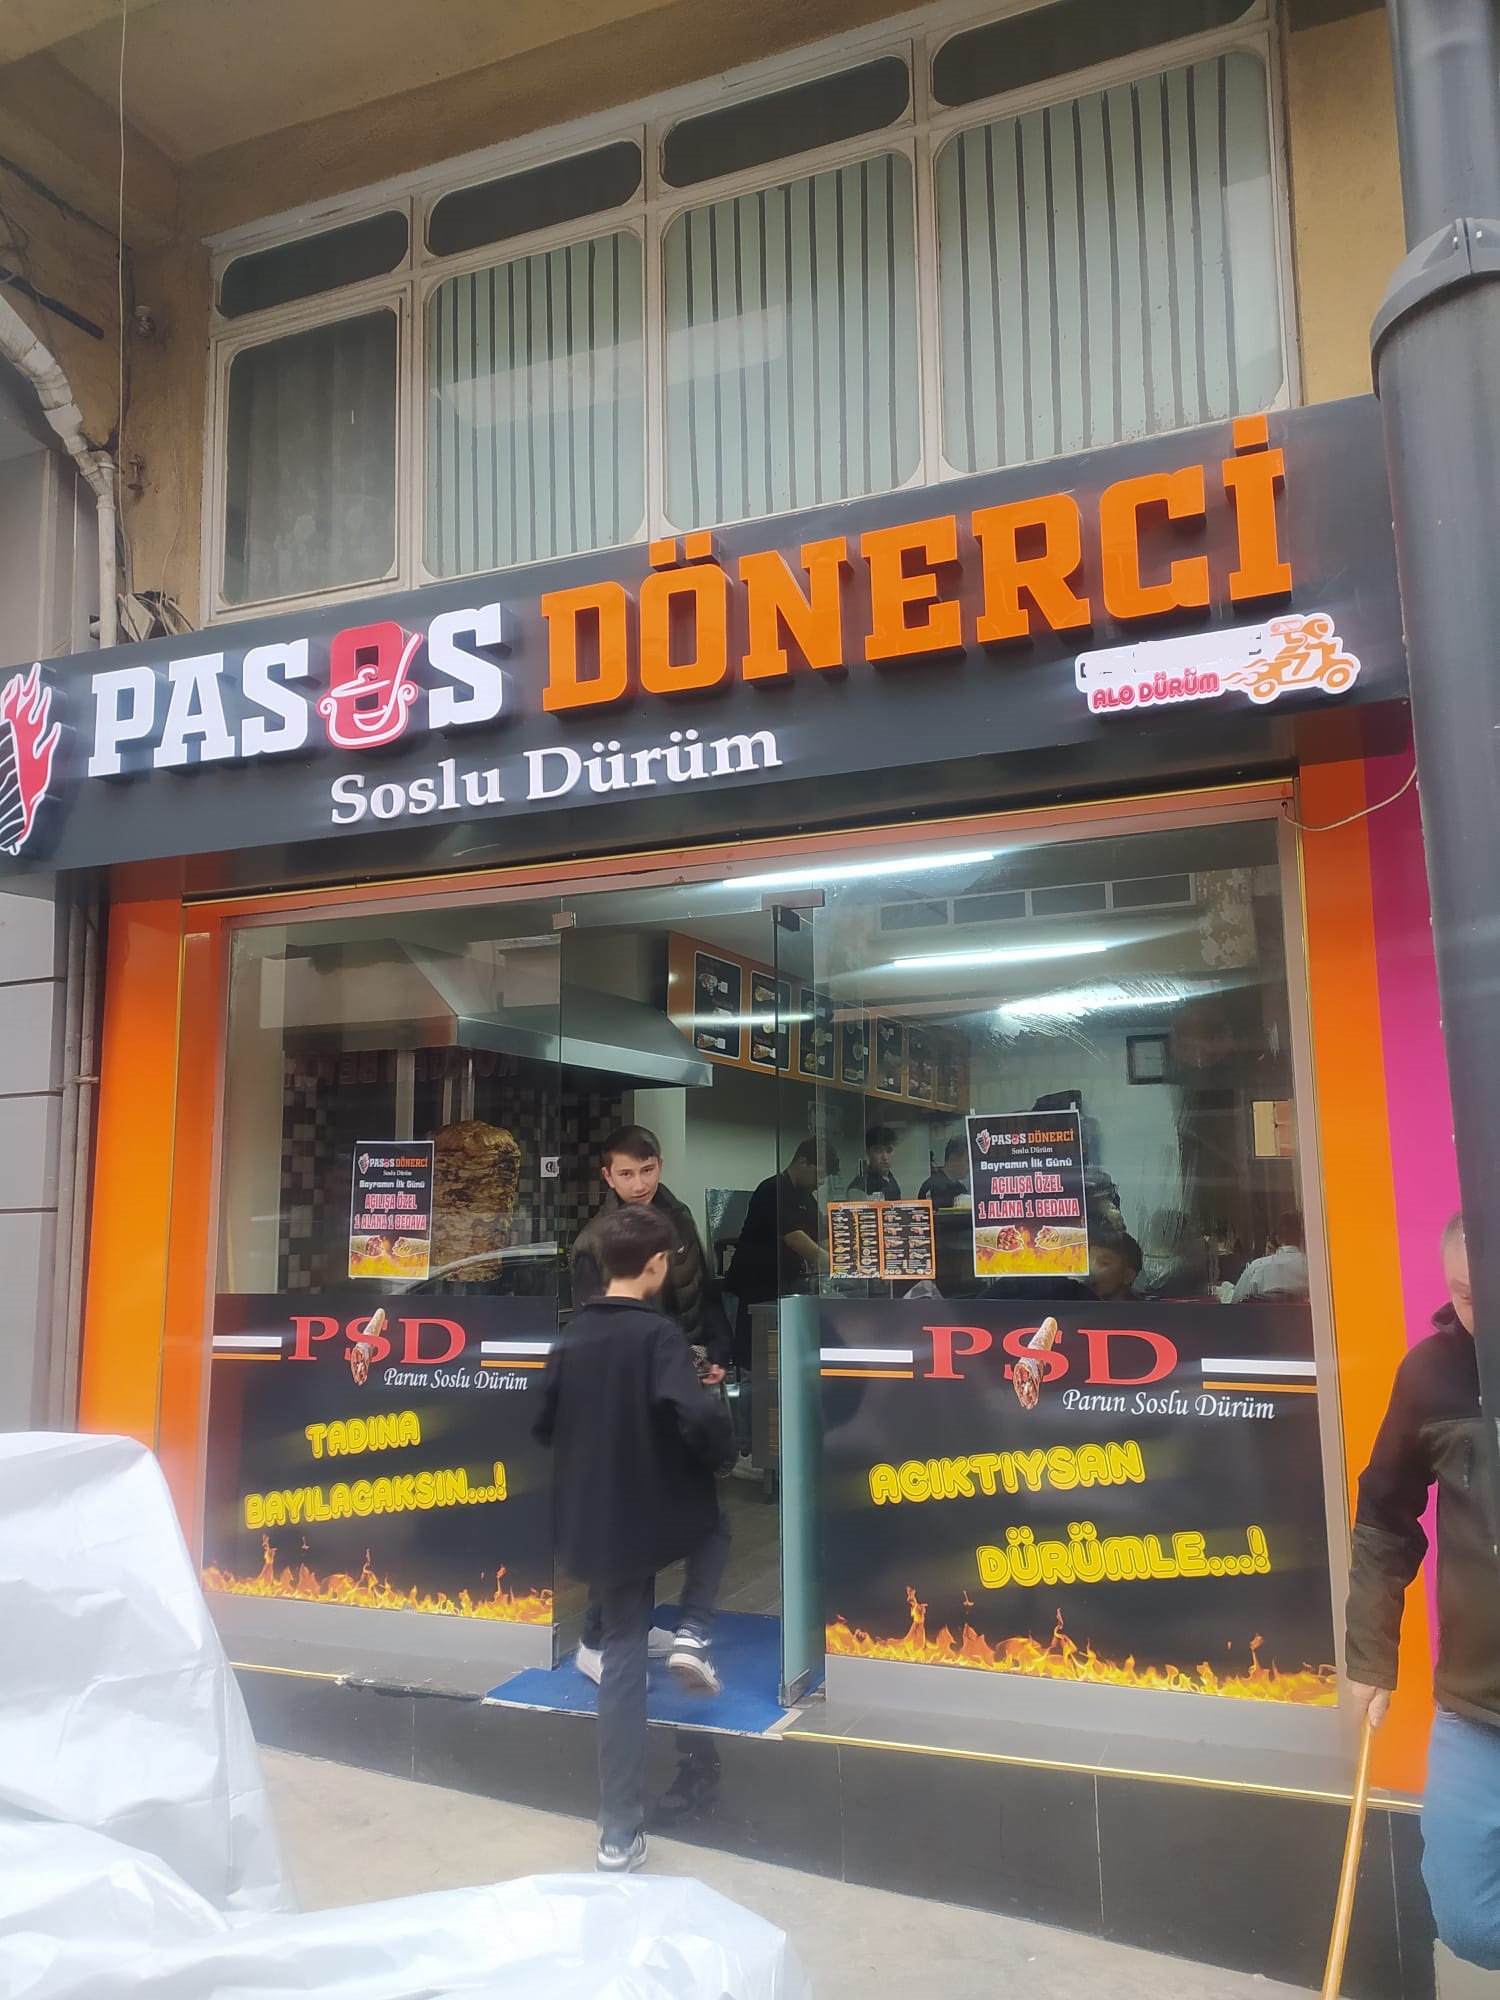 PASOS DÖNERCİ
Soslu Dürüm
ALO DÜRÜM
PASOS DÖNERCİ
Soslu Dürüm
Bayramın İlk Günü
AÇILIŞA ÖZEL
1 ALANA 1 BEDAVA
PASOS DÖNERCİ
Soslu Dürüm
Bayramın İlk Günü
AÇILIŞA ÖZEL
1 ALANA 1 BEDAVA
PSD
Parun Soslu Dürüm
TADINA
BAYILACAKSIN...!
PSD
Parun Soslu Dürüm
ACIKTIYSAN
DÜRÜMLE....!